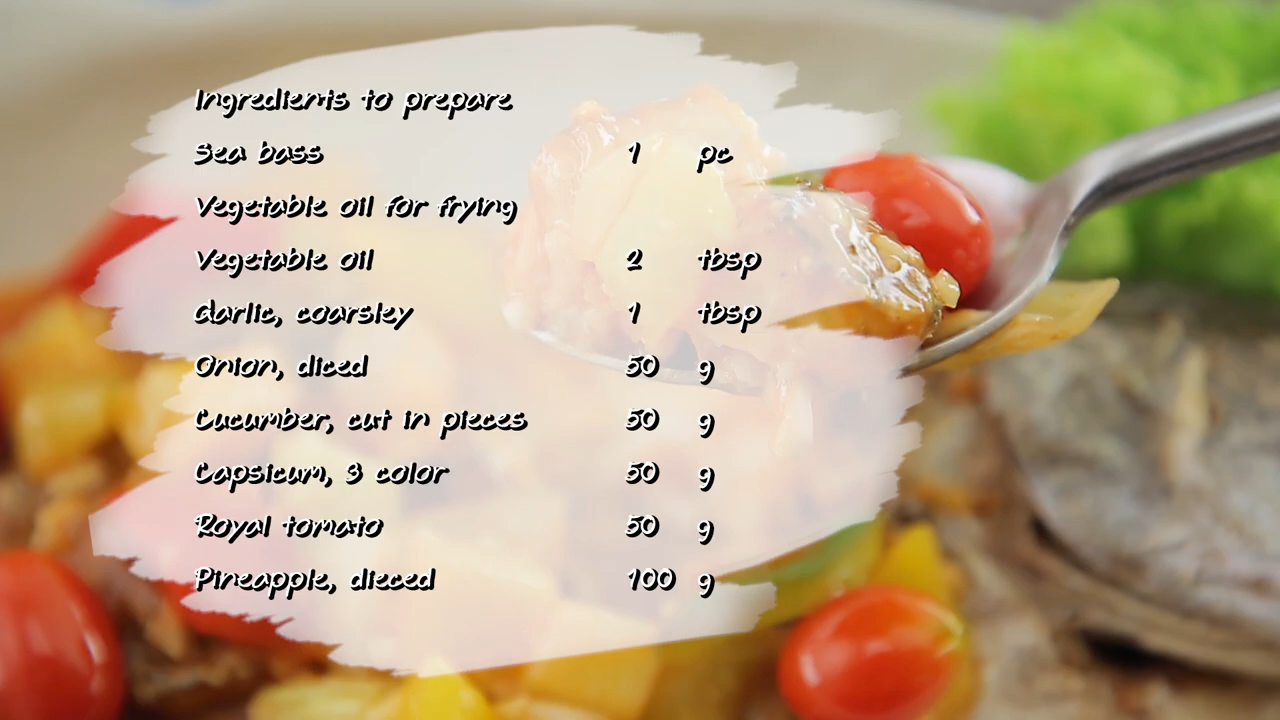 Ingredients to prepare
Sea bass 1 pc
Vegetable oil for frying
Vegetable oil 2 tbsp
Garlic, coarsley 1 tbsp
Onion, diced 50 g
Cucumber, cut in pieces 50 g
Capsicum, 3 color 50 g
Royal tomato 50 g
Pineapple, dieced 100 g